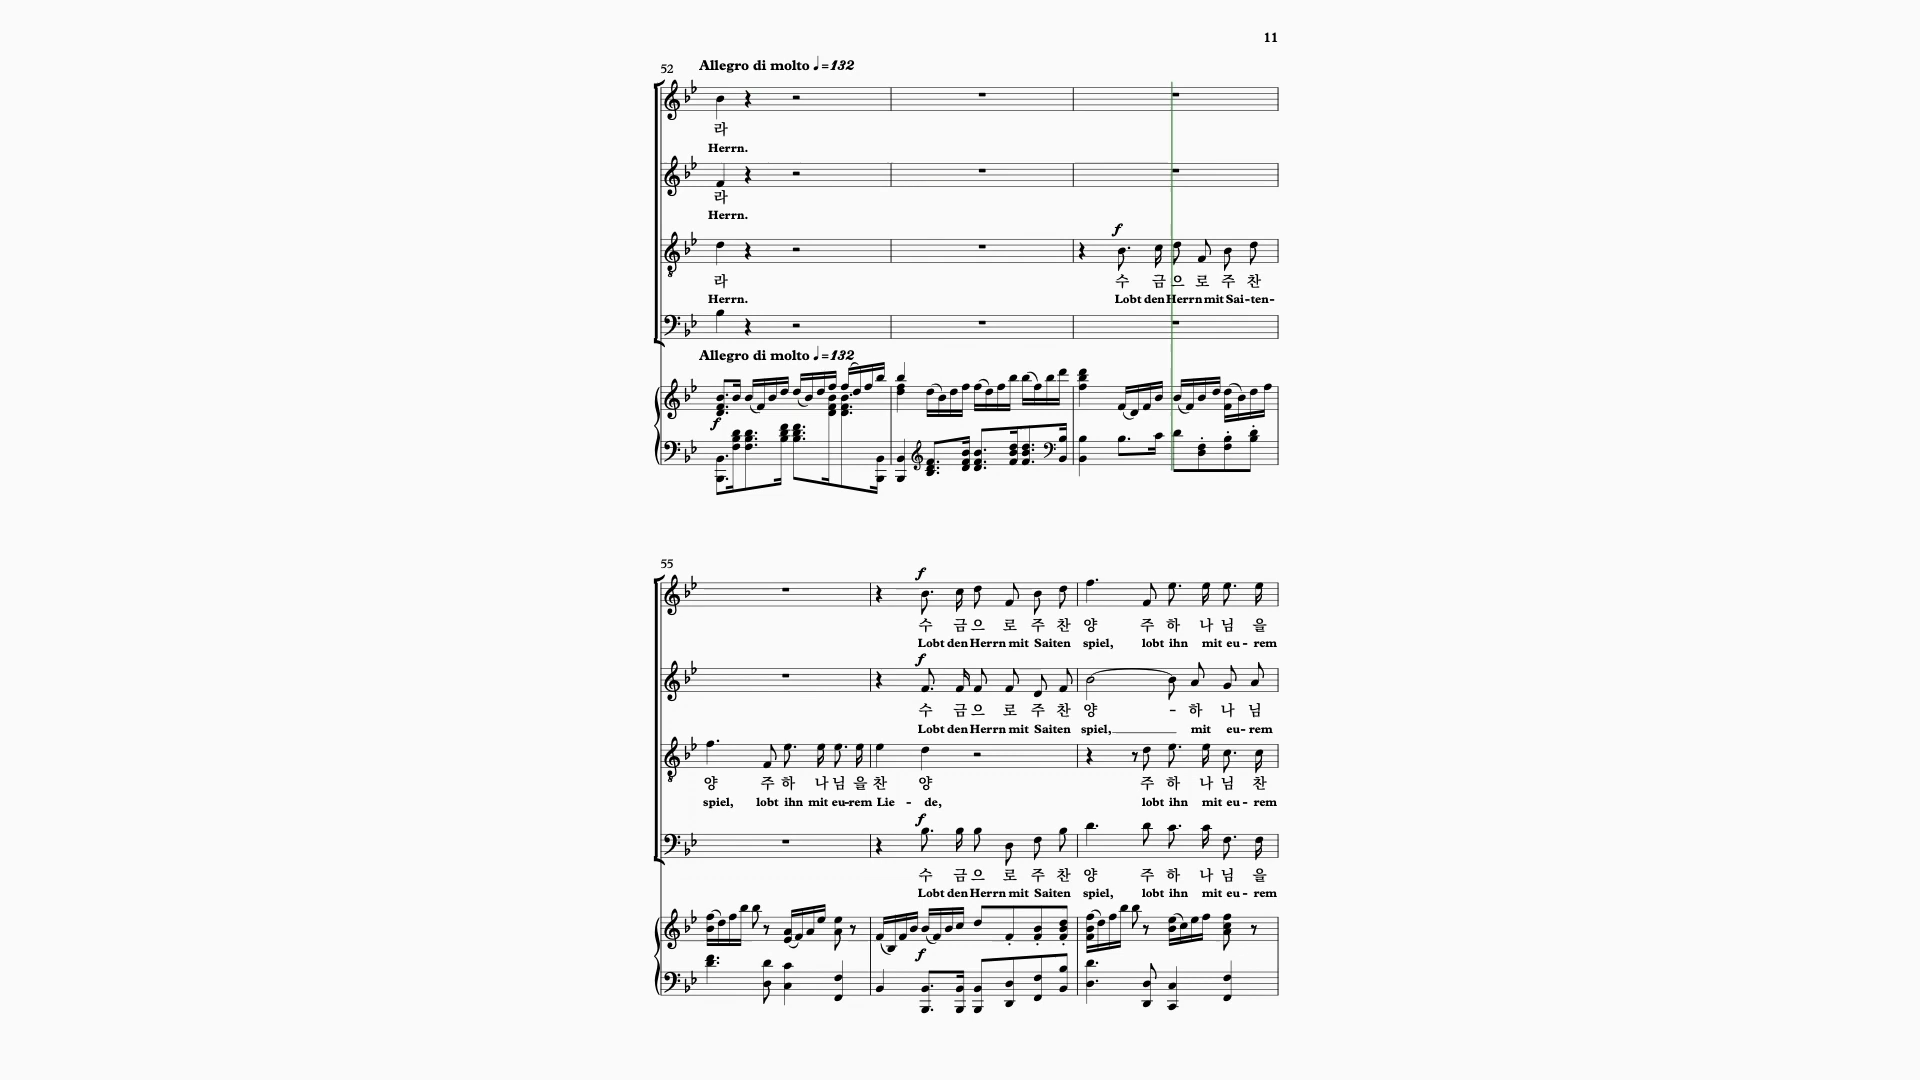 11
52 Allegro di molto ♩=132
라
Herrn.
라
Herrn.
f
라 수 금 으 로 주 찬
Herrn. Lobt den Herrn mit Sai-ten-
Allegro di molto ♩=132
f
55
f
수 금 으 로 주 찬 양 주 하 나 님 을
Lobt den Herrn mit Saiten spiel, lobt ihn mit eu - rem
f
수 금 으 로 주 찬 양 - 하 나 님
Lobt den Herrn mit Saiten spiel, mit eu - rem
양 주 하 나 님 을 찬 양 주 하 나 님 찬
spiel, lobt ihn mit eu-rem Lie - de, lobt ihn mit eu - rem
f
수 금 으 로 주 찬 양 주 하 나 님 을
Lobt den Herrn mit Saiten spiel, lobt ihn mit eu - rem
f